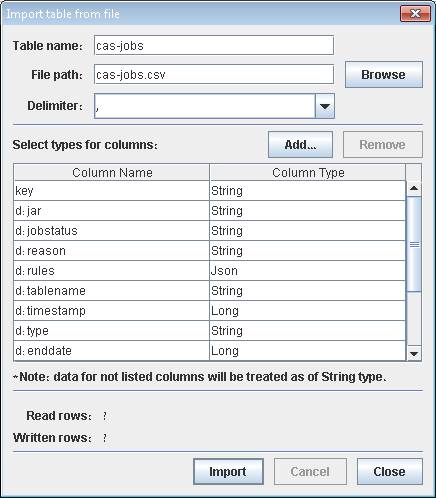 Import table from file
Table name: cas-jobs
File path: cas-jobs.csv Browse
Delimiter: ,
Select types for columns: Add... Remove
Column Name Column Type
key String
d:jar String
d:jobstatus String
d:reason String
d:rules Json
d:tablename String
d:timestamp Long
d:type String
d:enddate Long
*Note: data for not listed columns will be treated as of String type.
Read rows: ?
Written rows: ?
Import Cancel Close